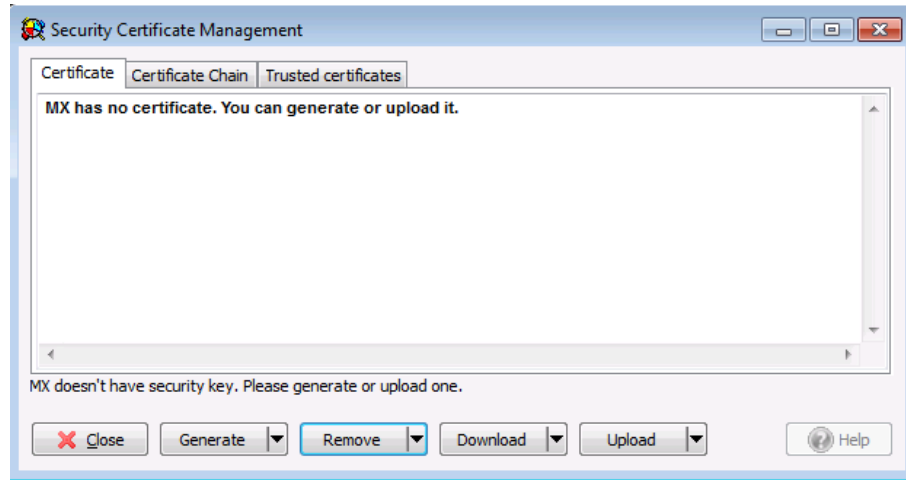 Security Certificate Management
Certificate Certificate Chain Trusted certificates
MX has no certificate. You can generate or upload it.
MX doesn't have security key. Please generate or upload one.
Close Generate Remove Download Upload Help